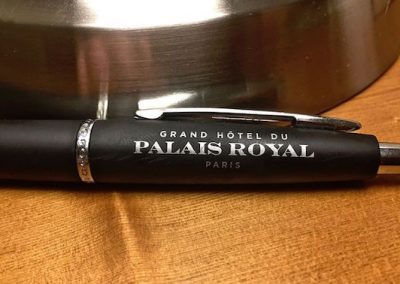 GRAND HÔTEL DU
PALAIS ROYAL
PARIS